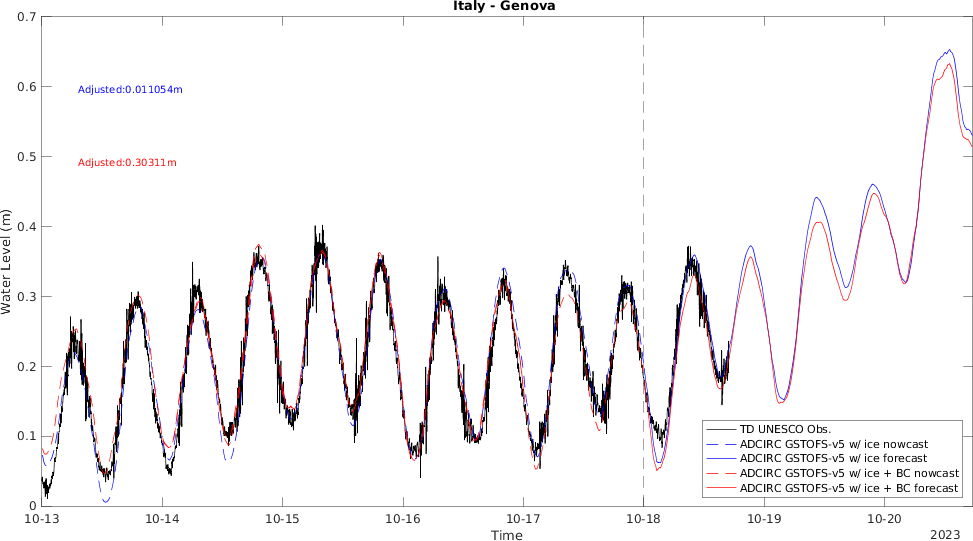 Italy - Genova
0.7
0.6
0.5
0.4
0.3
0.2
0.1
0
Water Level (m)
Adjusted:0.011054m
Adjusted:0.30311m
TD UNESCO Obs.
ADCIRC GSTOFS-v5 w/ ice nowcast
ADCIRC GSTOFS-v5 w/ ice forecast
ADCIRC GSTOFS-v5 w/ ice + BC nowcast
ADCIRC GSTOFS-v5 w/ ice + BC forecast
10-13 10-14 10-15 10-16 10-17 10-18 10-19 10-20
Time
2023